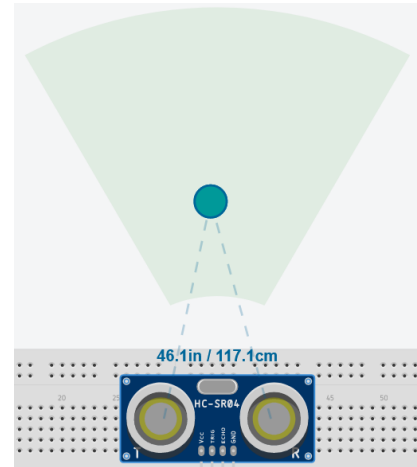 46.1in / 117.1cm
20
25
45
50
HC-SR04
T
VCC
TRIG
ECHO
GND
R